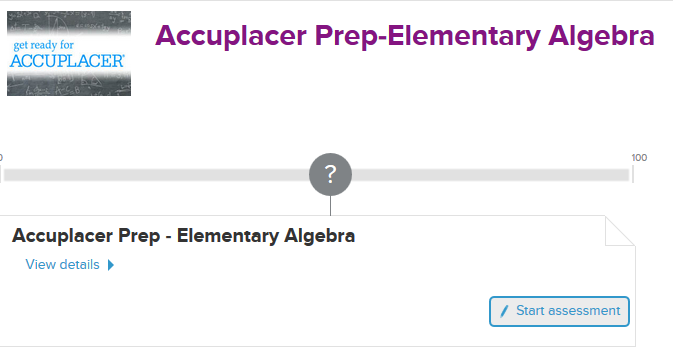 get ready for
ACCUPLACER®
Accuplacer Prep-Elementary Algebra
0
100
?
Accuplacer Prep - Elementary Algebra
View details
Start assessment